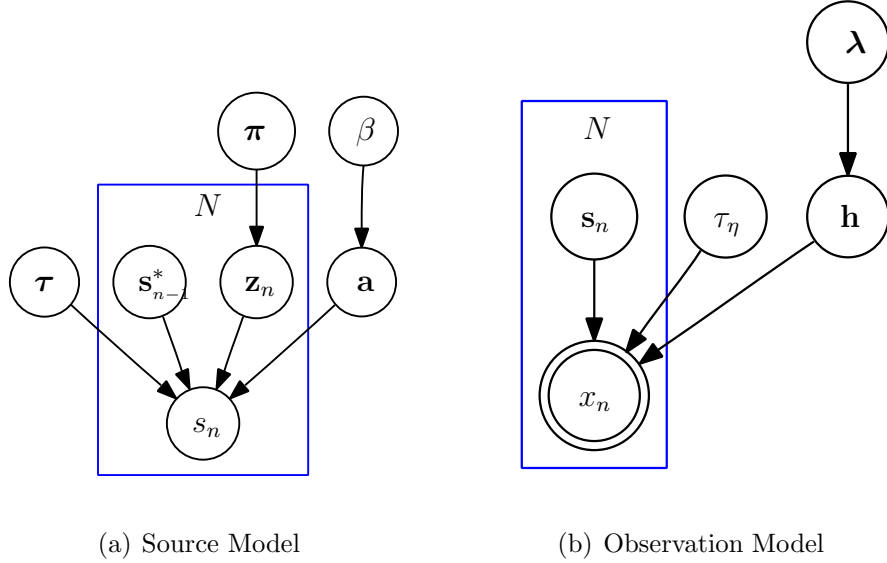 λ
π β
N N
s_n τ_η h
τ s*_{n-1} z_n a
s_n x_n
(a) Source Model (b) Observation Model